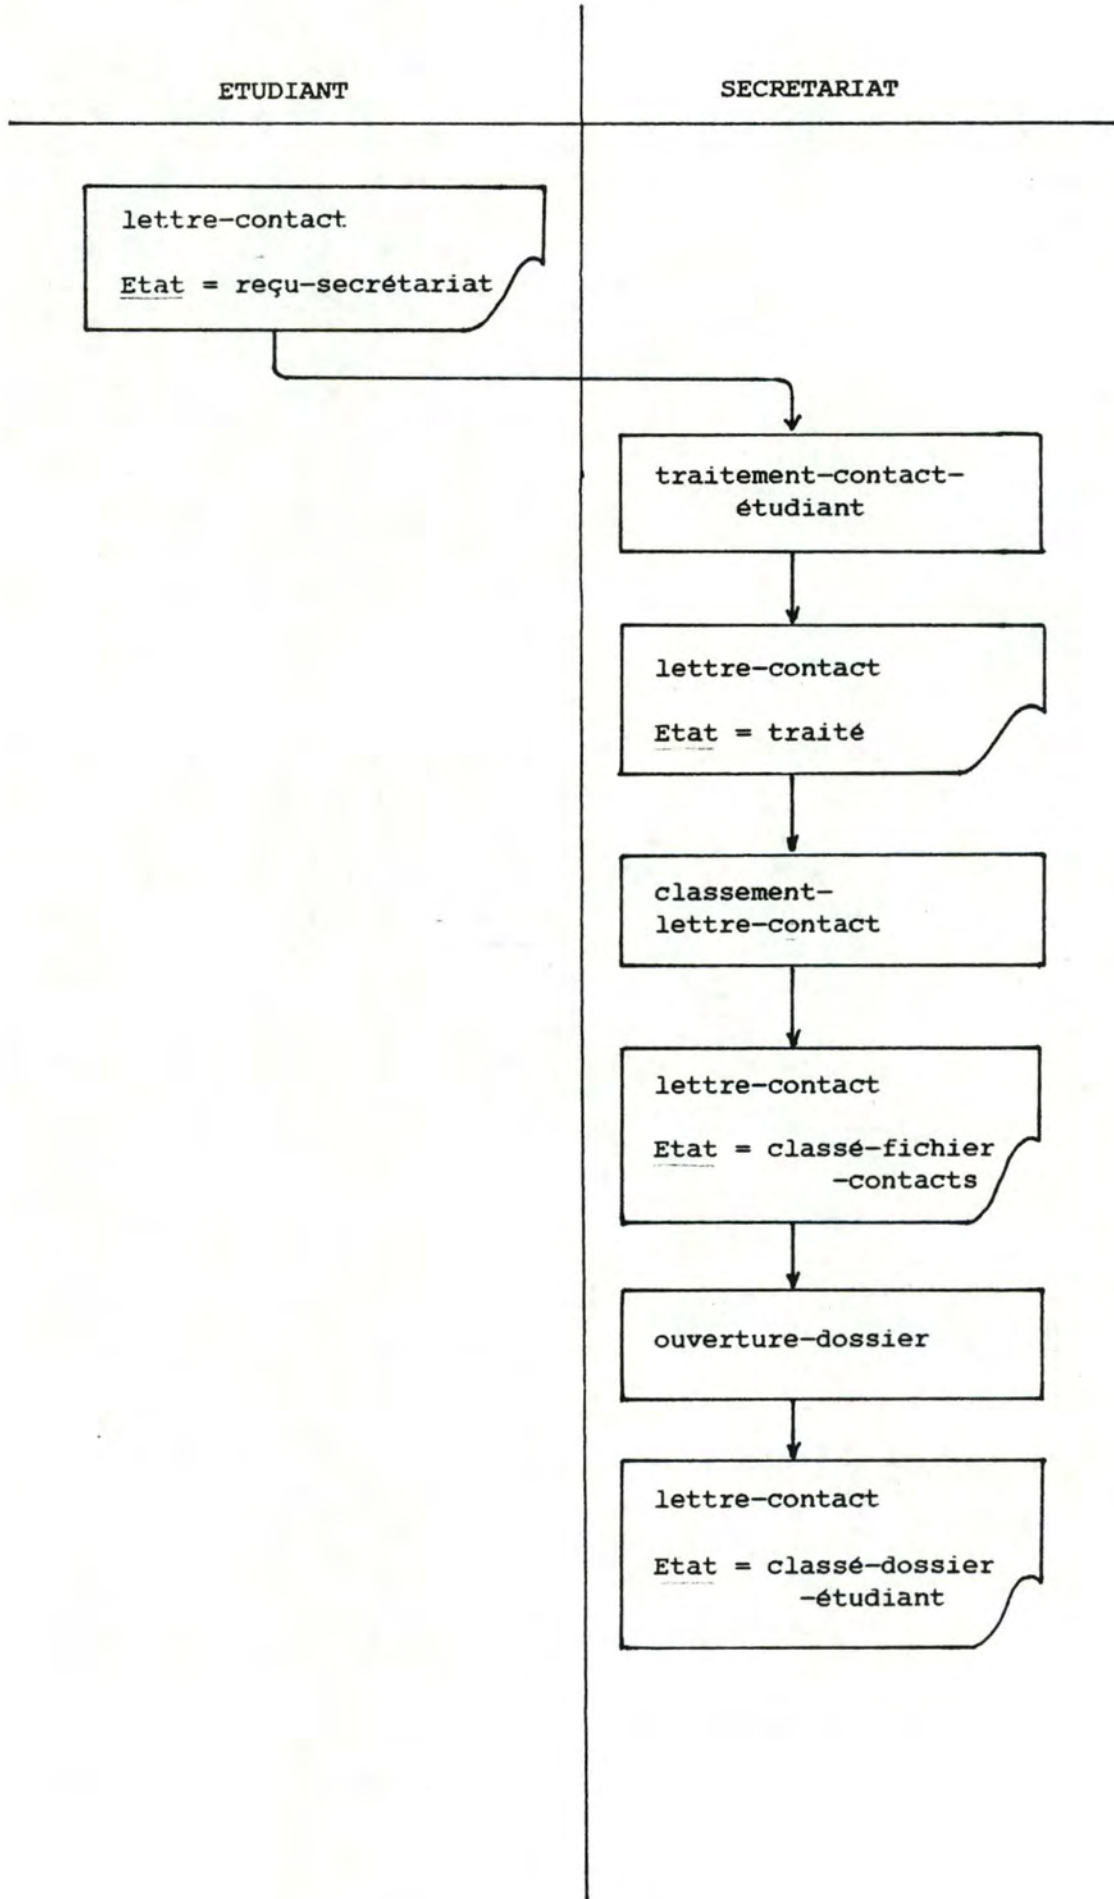 ETUDIANT
SECRETARIAT
lettre-contact
Etat = reçu-secrétariat
traitement-contact-
étudiant
lettre-contact
Etat = traité
classement-
lettre-contact
lettre-contact
Etat = classé-fichier
-contacts
ouverture-dossier
lettre-contact
Etat = classé-dossier
-étudiant